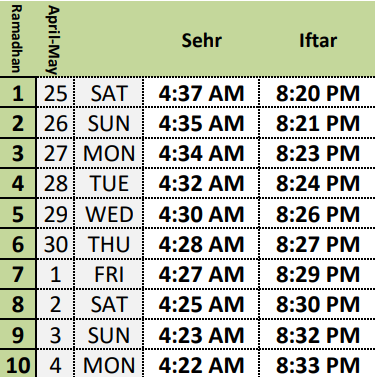 Ramadhan April-May Sehr Iftar
1 25 SAT 4:37 AM 8:20 PM
2 26 SUN 4:35 AM 8:21 PM
3 27 MON 4:34 AM 8:23 PM
4 28 TUE 4:32 AM 8:24 PM
5 29 WED 4:30 AM 8:26 PM
6 30 THU 4:28 AM 8:27 PM
7 1 FRI 4:27 AM 8:29 PM
8 2 SAT 4:25 AM 8:30 PM
9 3 SUN 4:23 AM 8:32 PM
10 4 MON 4:22 AM 8:33 PM